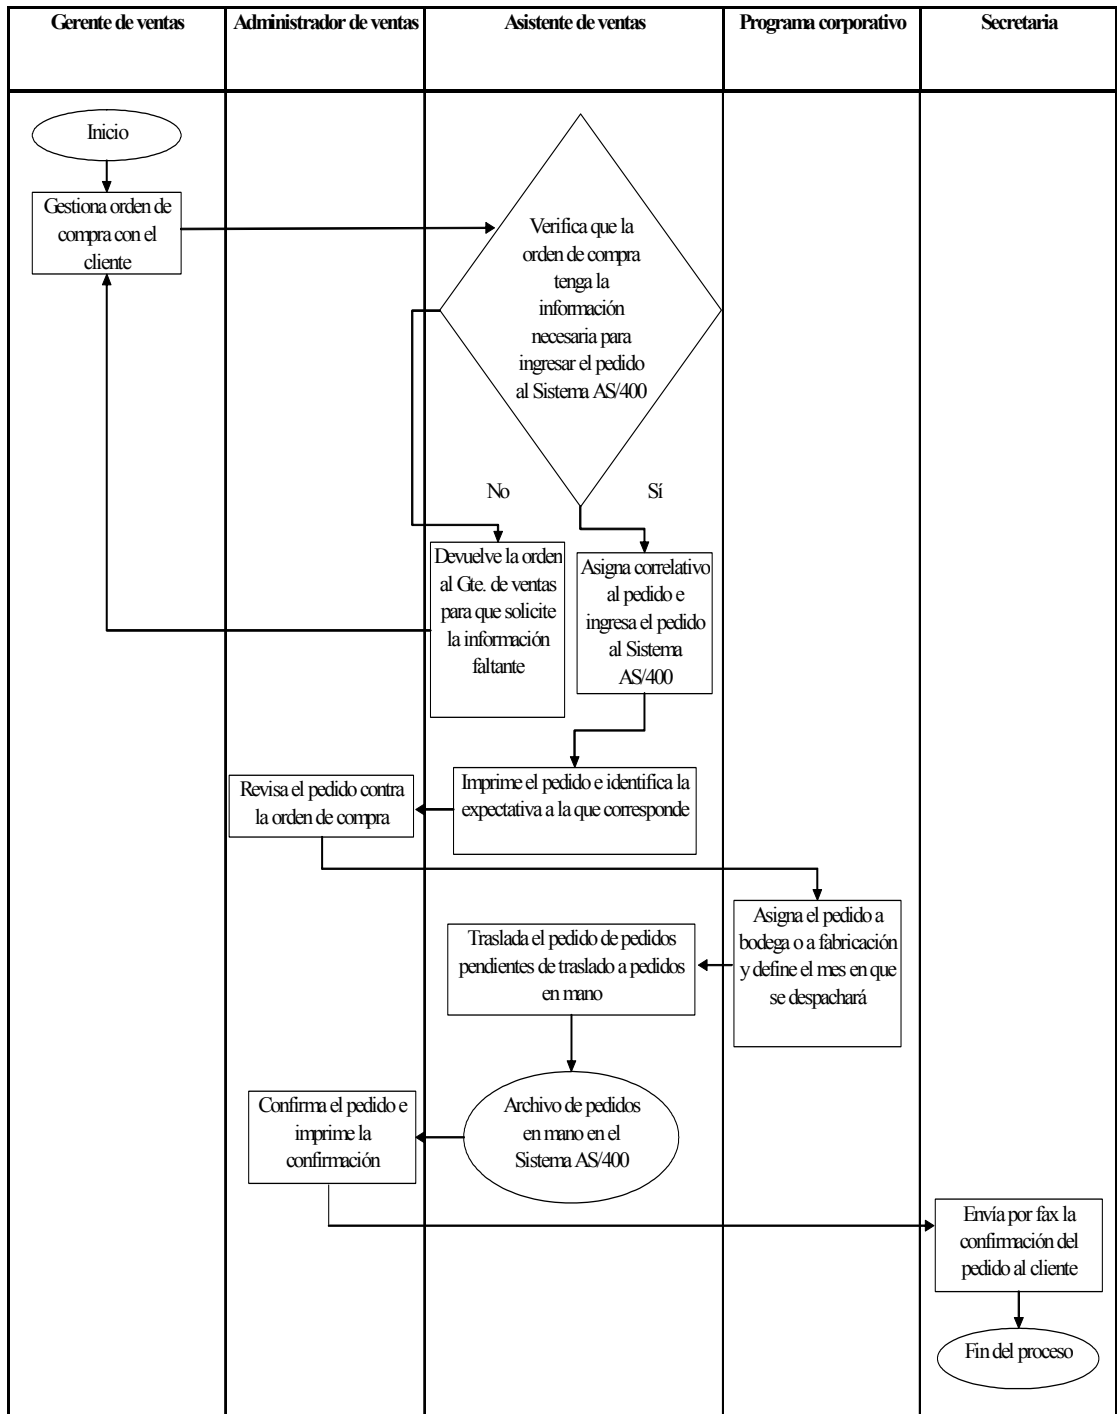 Gerente de ventas
Administrador de ventas
Asistente de ventas
Programa corporativo
Secretaria
Inicio
Gestiona orden de
compra con el
cliente
Verifica que la
orden de compra
tenga la
información
necesaria para
ingresar el pedido
al Sistema AS/400
No
Sí
Devuelve la orden
al Gte. de ventas
para que solicite
la información
faltante
Asigna correlativo
al pedido e
ingresa el pedido
al Sistema
AS/400
Imprime el pedido e identifica la
expectativa a la que corresponde
Revisa el pedido contra
la orden de compra
Asigna el pedido a
bodega o a fabricación
y define el mes en que
se despachará
Traslada el pedido de pedidos
pendientes de traslado a pedidos
en mano
Archivo de pedidos
en mano en el
Sistema AS/400
Confirma el pedido e
imprime la
confirmación
Envía por fax la
confirmación del
pedido al cliente
Fin del proceso